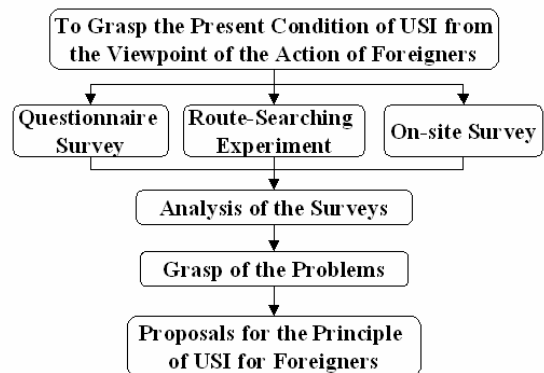 To Grasp the Present Condition of USI from
the Viewpoint of the Action of Foreigners
Questionnaire
Survey
Route-Searching
Experiment
On-site Survey
Analysis of the Surveys
Grasp of the Problems
Proposals for the Principle
of USI for Foreigners